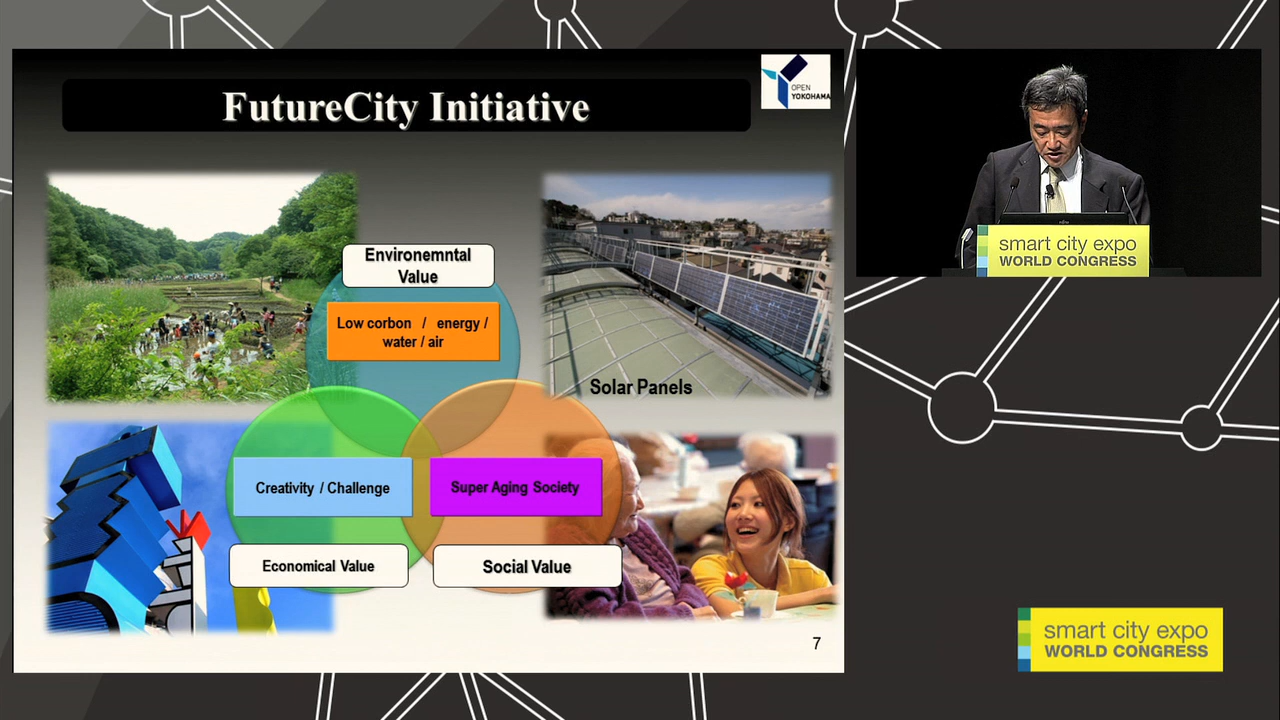 FutureCity Initiative
OPEN
YOKOHAMA
Environemntal
Value
Low corbon / energy /
water / air
Solar Panels
Creativity / Challenge
Super Aging Society
Economical Value
Social Value
7
smart city expo
WORLD CONGRESS
smart city expo
WORLD CONGRESS